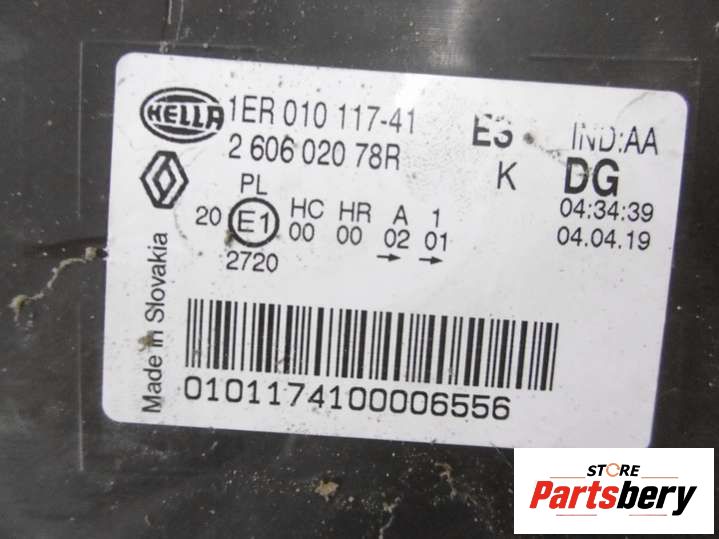 HELLA
1ER 010 117-41
2 606 020 78R
ES
IND:AA
K
DG
04:34:39
04.04.19
PL
20 E1 HC HR A 1
00 00 02 01
→ →
2720
Made in Slovakia
0101174100006556
STORE
Partsbery